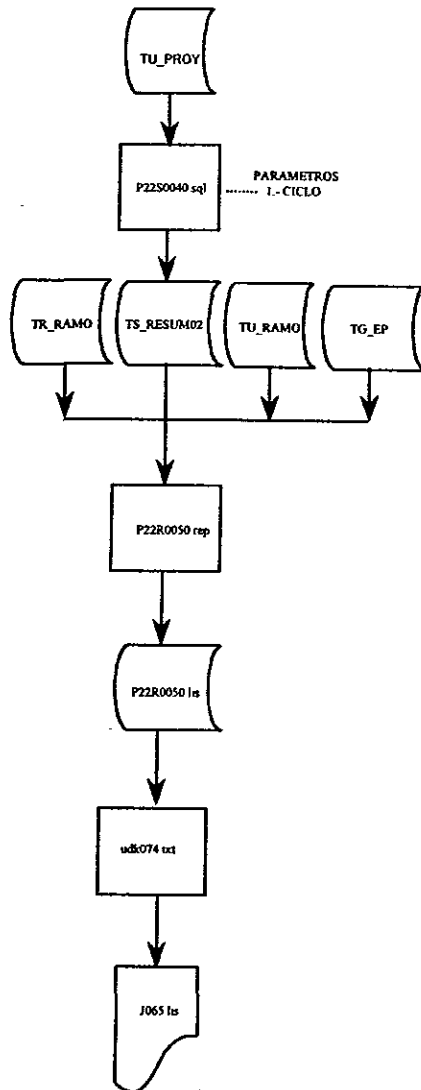 TU_PROY
P22S0040 sql
PARAMETROS
1.- CICLO
TR_RAMO
TS_RESUM02
TU_RAMO
TG_EP
P22R0050 rep
P22R0050 lis
udk074 txt
J065 lis